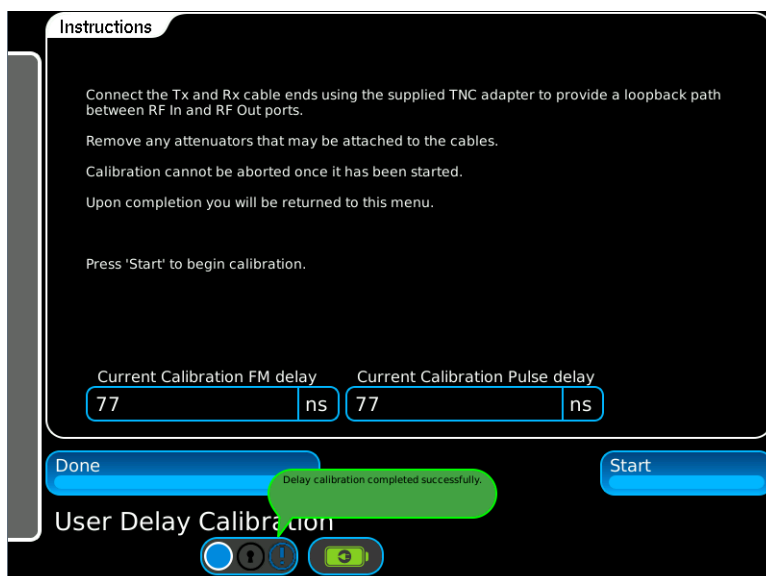 Instructions
Connect the Tx and Rx cable ends using the supplied TNC adapter to provide a loopback path
between RF In and RF Out ports.
Remove any attenuators that may be attached to the cables.
Calibration cannot be aborted once it has been started.
Upon completion you will be returned to this menu.
Press 'Start' to begin calibration.
Current Calibration FM delay
Current Calibration Pulse delay
77 ns
77 ns
Done
Start
Delay calibration completed successfully.
User Delay Calibration